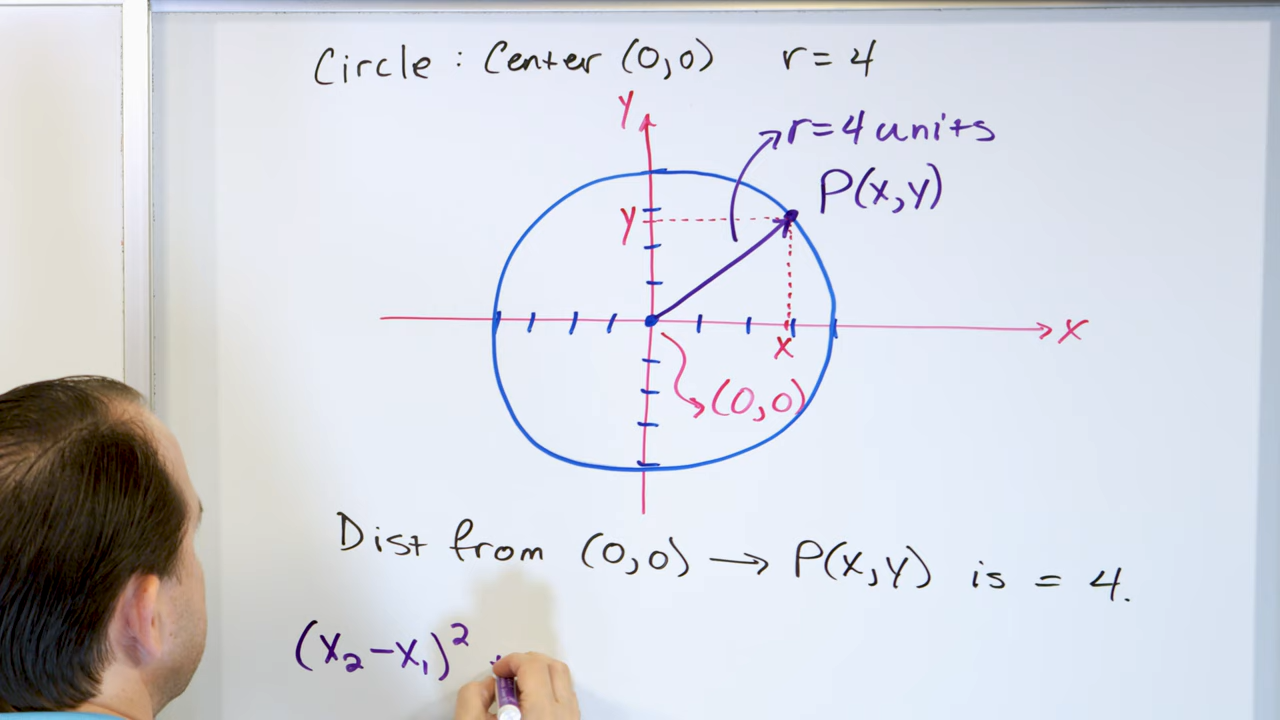 Circle : Center (0,0) r = 4
Y
r=4 units
P(x,y)
y
X
x
(0,0)
Dist from (0,0) → P(x,y) is = 4.
(x₂-x₁)²